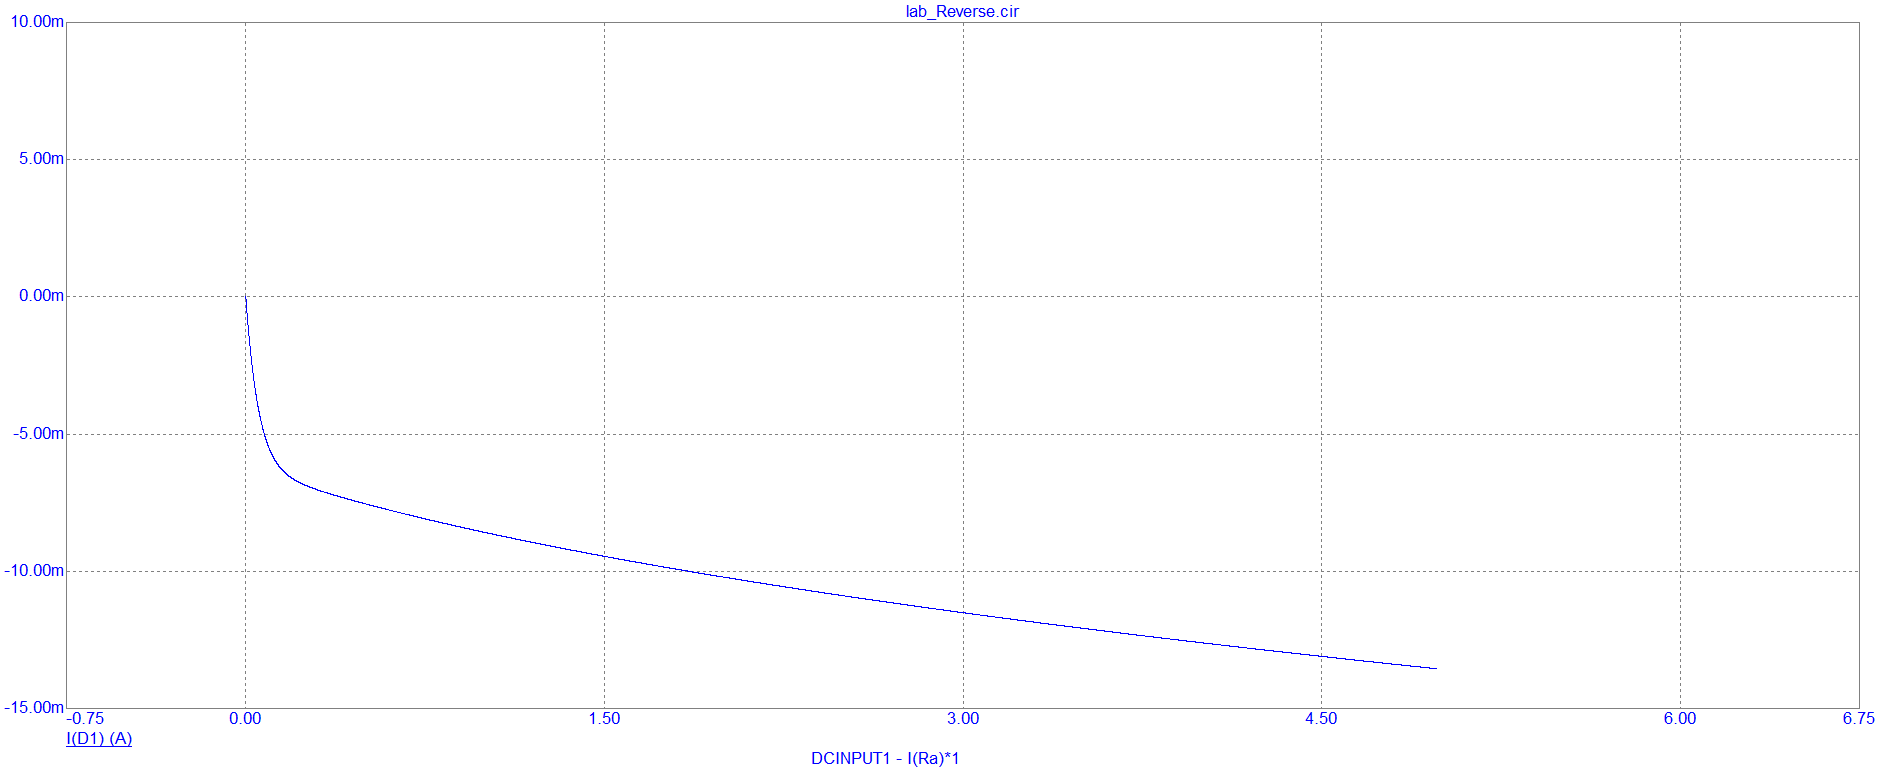 lab_Reverse.cir
10.00m
5.00m
0.00m
-5.00m
-10.00m
-15.00m
-0.75 0.00 1.50 3.00 4.50 6.00 6.75
I(D1) (A)
DCINPUT1 - I(Ra)*1